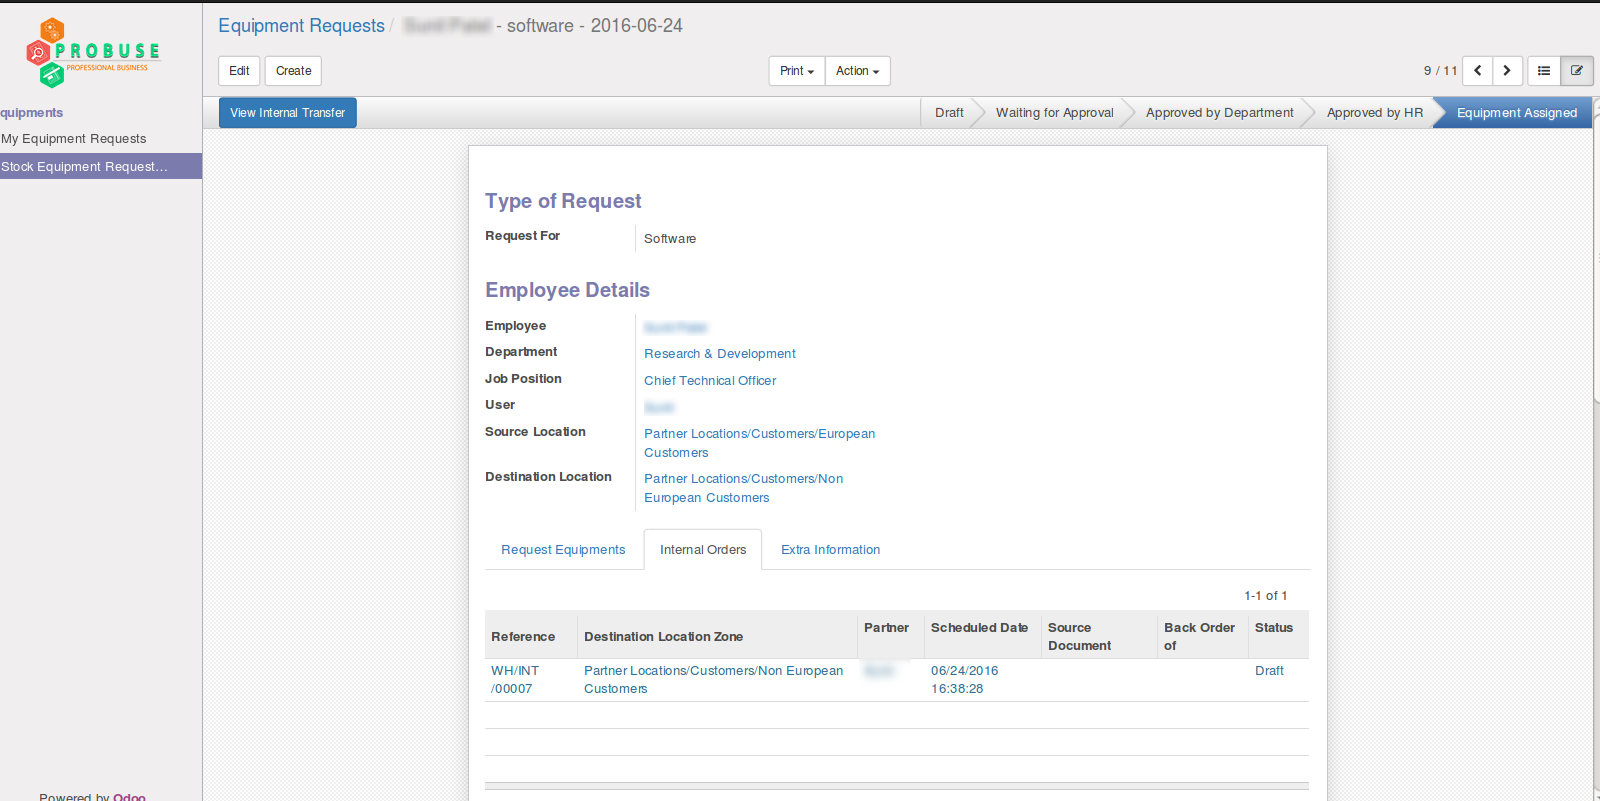 PROBUSE
PROFESSIONAL BUSINESS
quipments
My Equipment Requests
Stock Equipment Request...
Powered by Odoo
Equipment Requests / - software - 2016-06-24
Edit Create Print Action 9 / 11
View Internal Transfer Draft Waiting for Approval Approved by Department Approved by HR Equipment Assigned
Type of Request
Request For Software
Employee Details
Employee
Department Research & Development
Job Position Chief Technical Officer
User
Source Location Partner Locations/Customers/European
Customers
Destination Location Partner Locations/Customers/Non
European Customers
Request Equipments Internal Orders Extra Information
1-1 of 1
Reference Destination Location Zone Partner Scheduled Date Source Back Order Status
Document of
WH/INT Partner Locations/Customers/Non European 06/24/2016 Draft
/00007 Customers 16:38:28